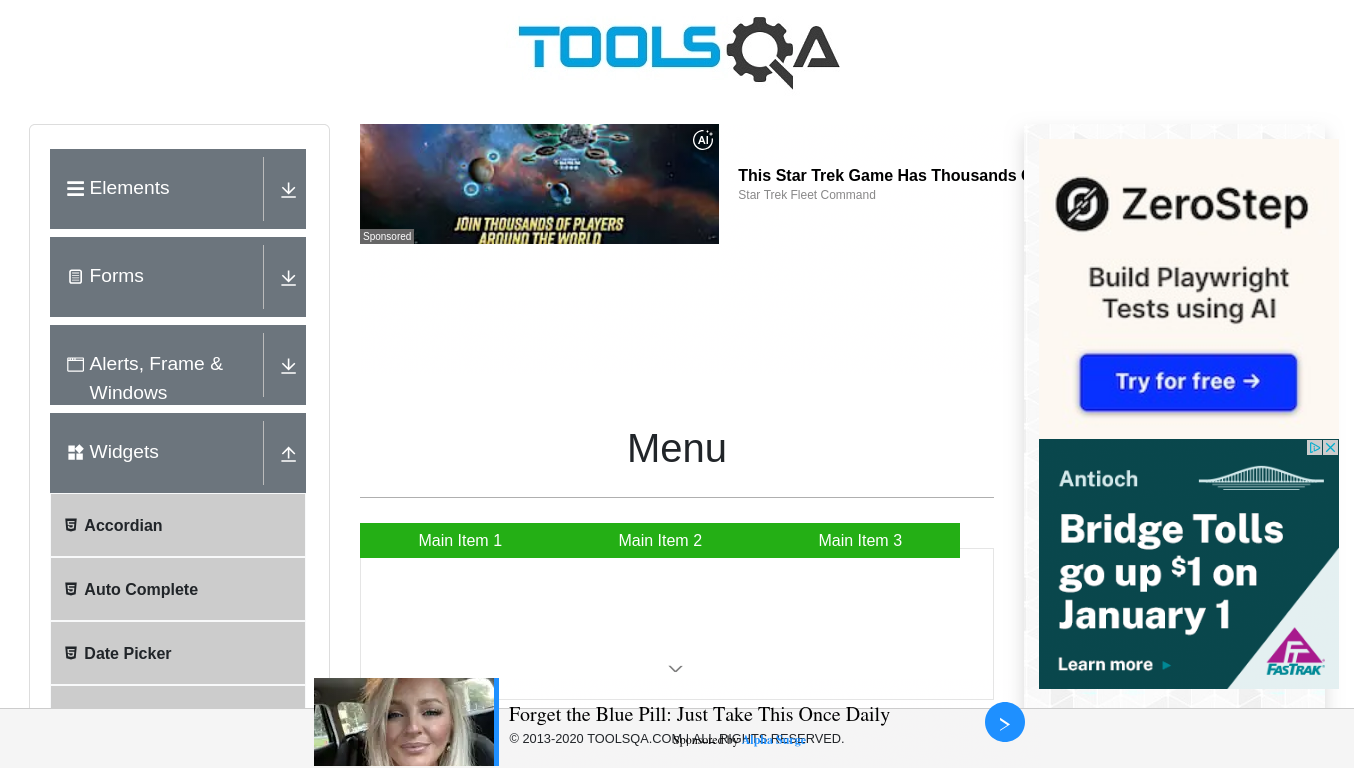 TOOLSQA
Elements
Forms
Alerts, Frame &
Windows
Widgets
Accordian
Auto Complete
Date Picker
AI
JOIN THOUSANDS OF PLAYERS
AROUND THE WORLD
Sponsored
This Star Trek Game Has Thousands
Star Trek Fleet Command
Menu
Main Item 1
Main Item 2
Main Item 3
ZeroStep
Build Playwright
Tests using AI
Try for free →
Antioch
Bridge Tolls
go up $1 on
January 1
Learn more
FASTRAK
Forget the Blue Pill: Just Take This Once Daily
© 2013-2020 TOOLSQA.COM | ALL RIGHTS RESERVED.
Sponsored by